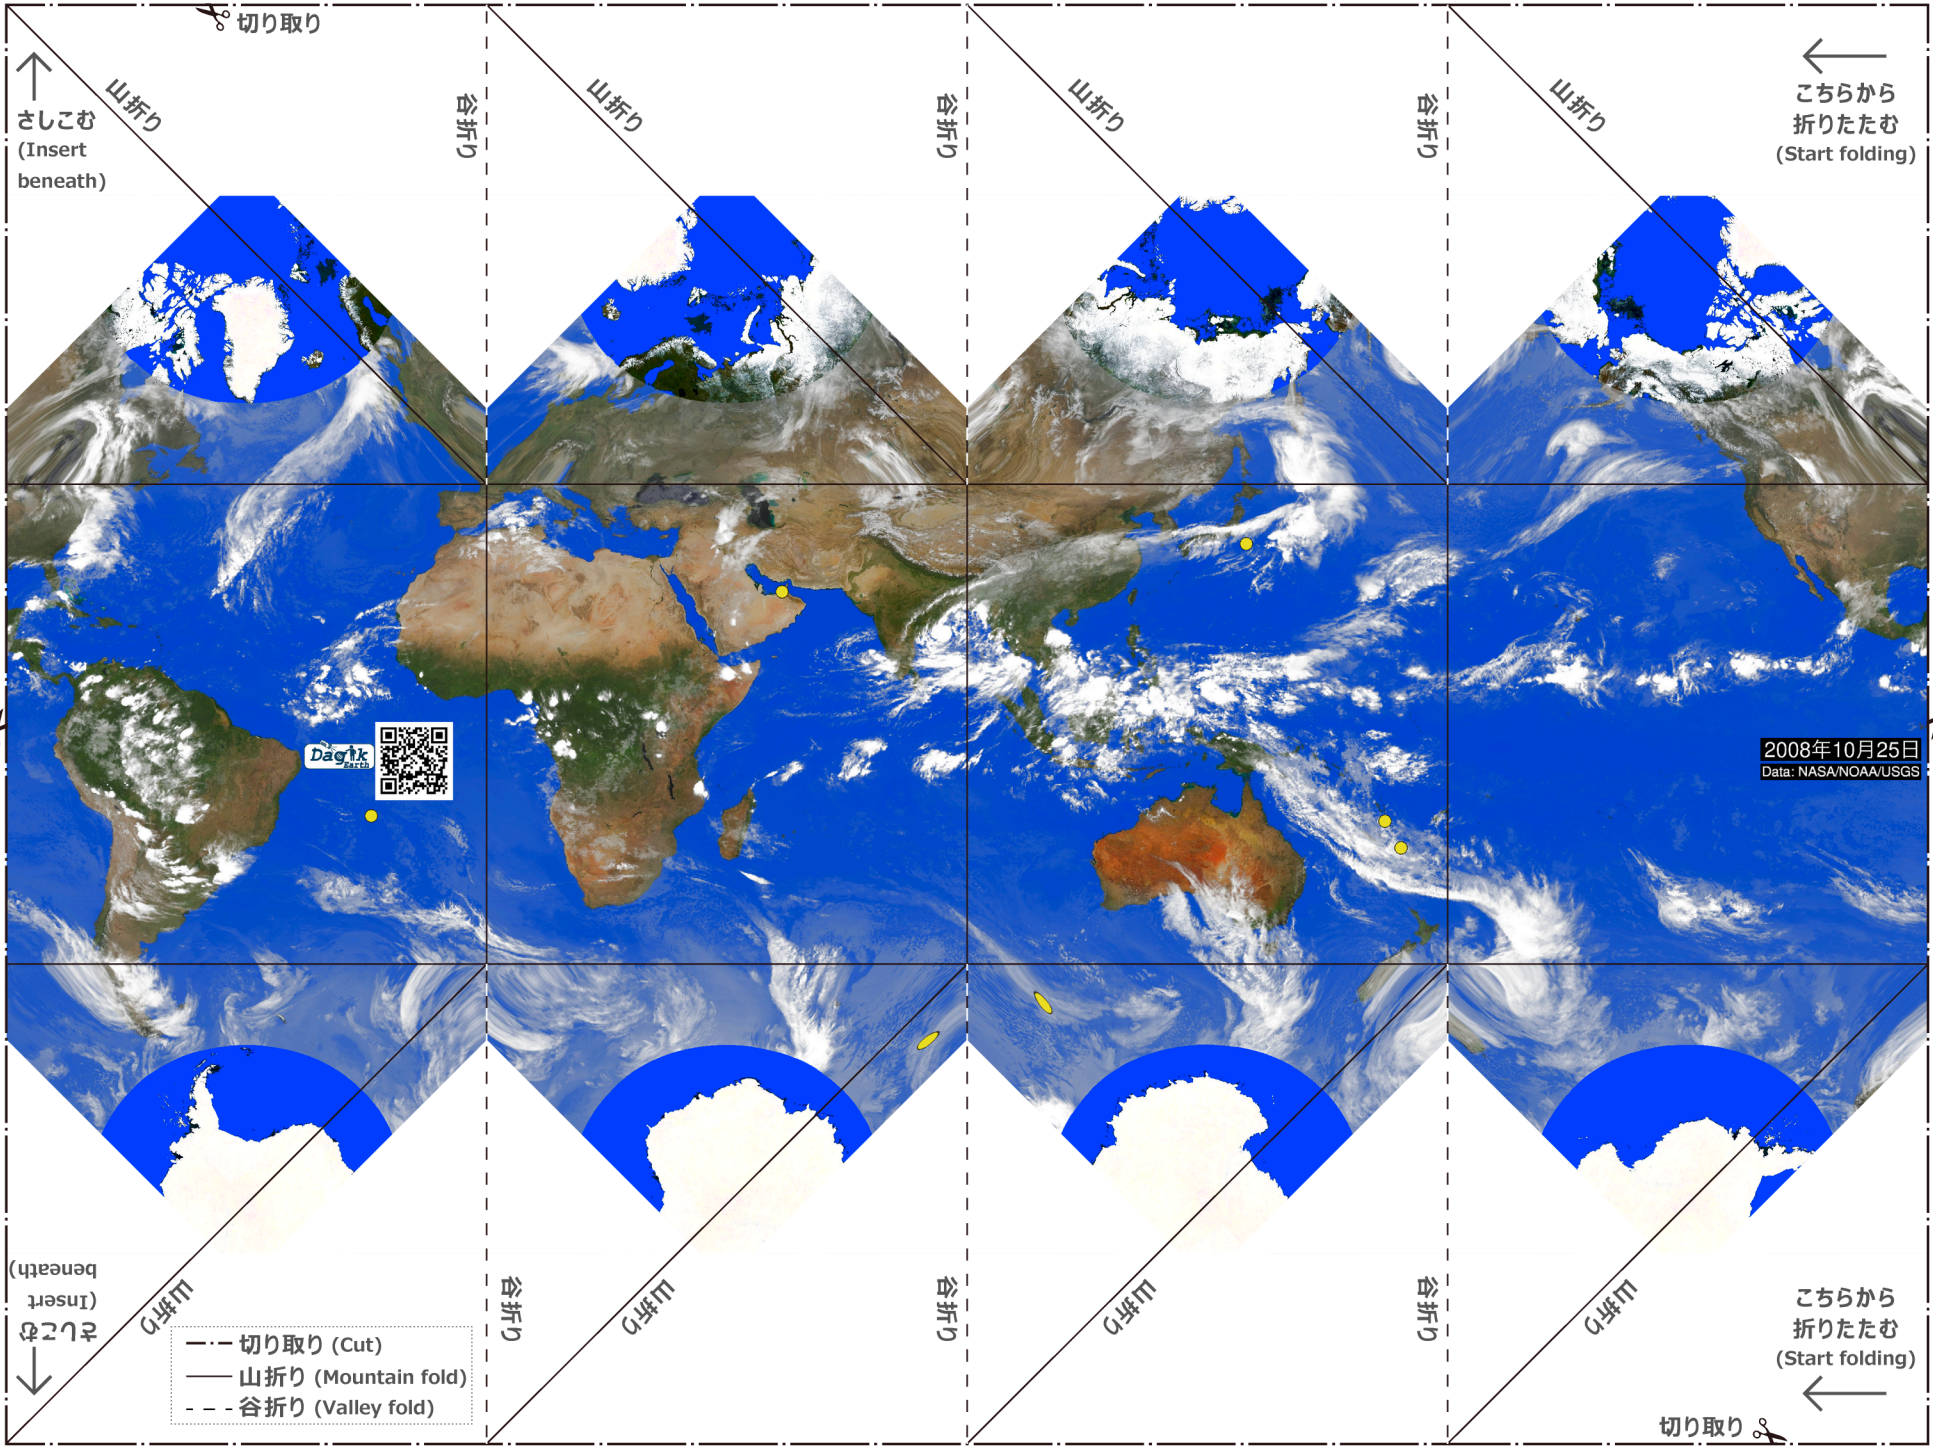 切り取り
山折り
谷折り
山折り
谷折り
山折り
谷折り
山折り
さしこむ
(Insert
beneath)
こちらから
折りたたむ
(Start folding)
Dagik
Earth
2008年10月25日
Data: NASA/NOAA/USGS
さしこむ
(Insert
beneath)
山折り
谷折り
山折り
谷折り
山折り
谷折り
山折り
こちらから
折りたたむ
(Start folding)
切り取り (Cut)
山折り (Mountain fold)
谷折り (Valley fold)
切り取り